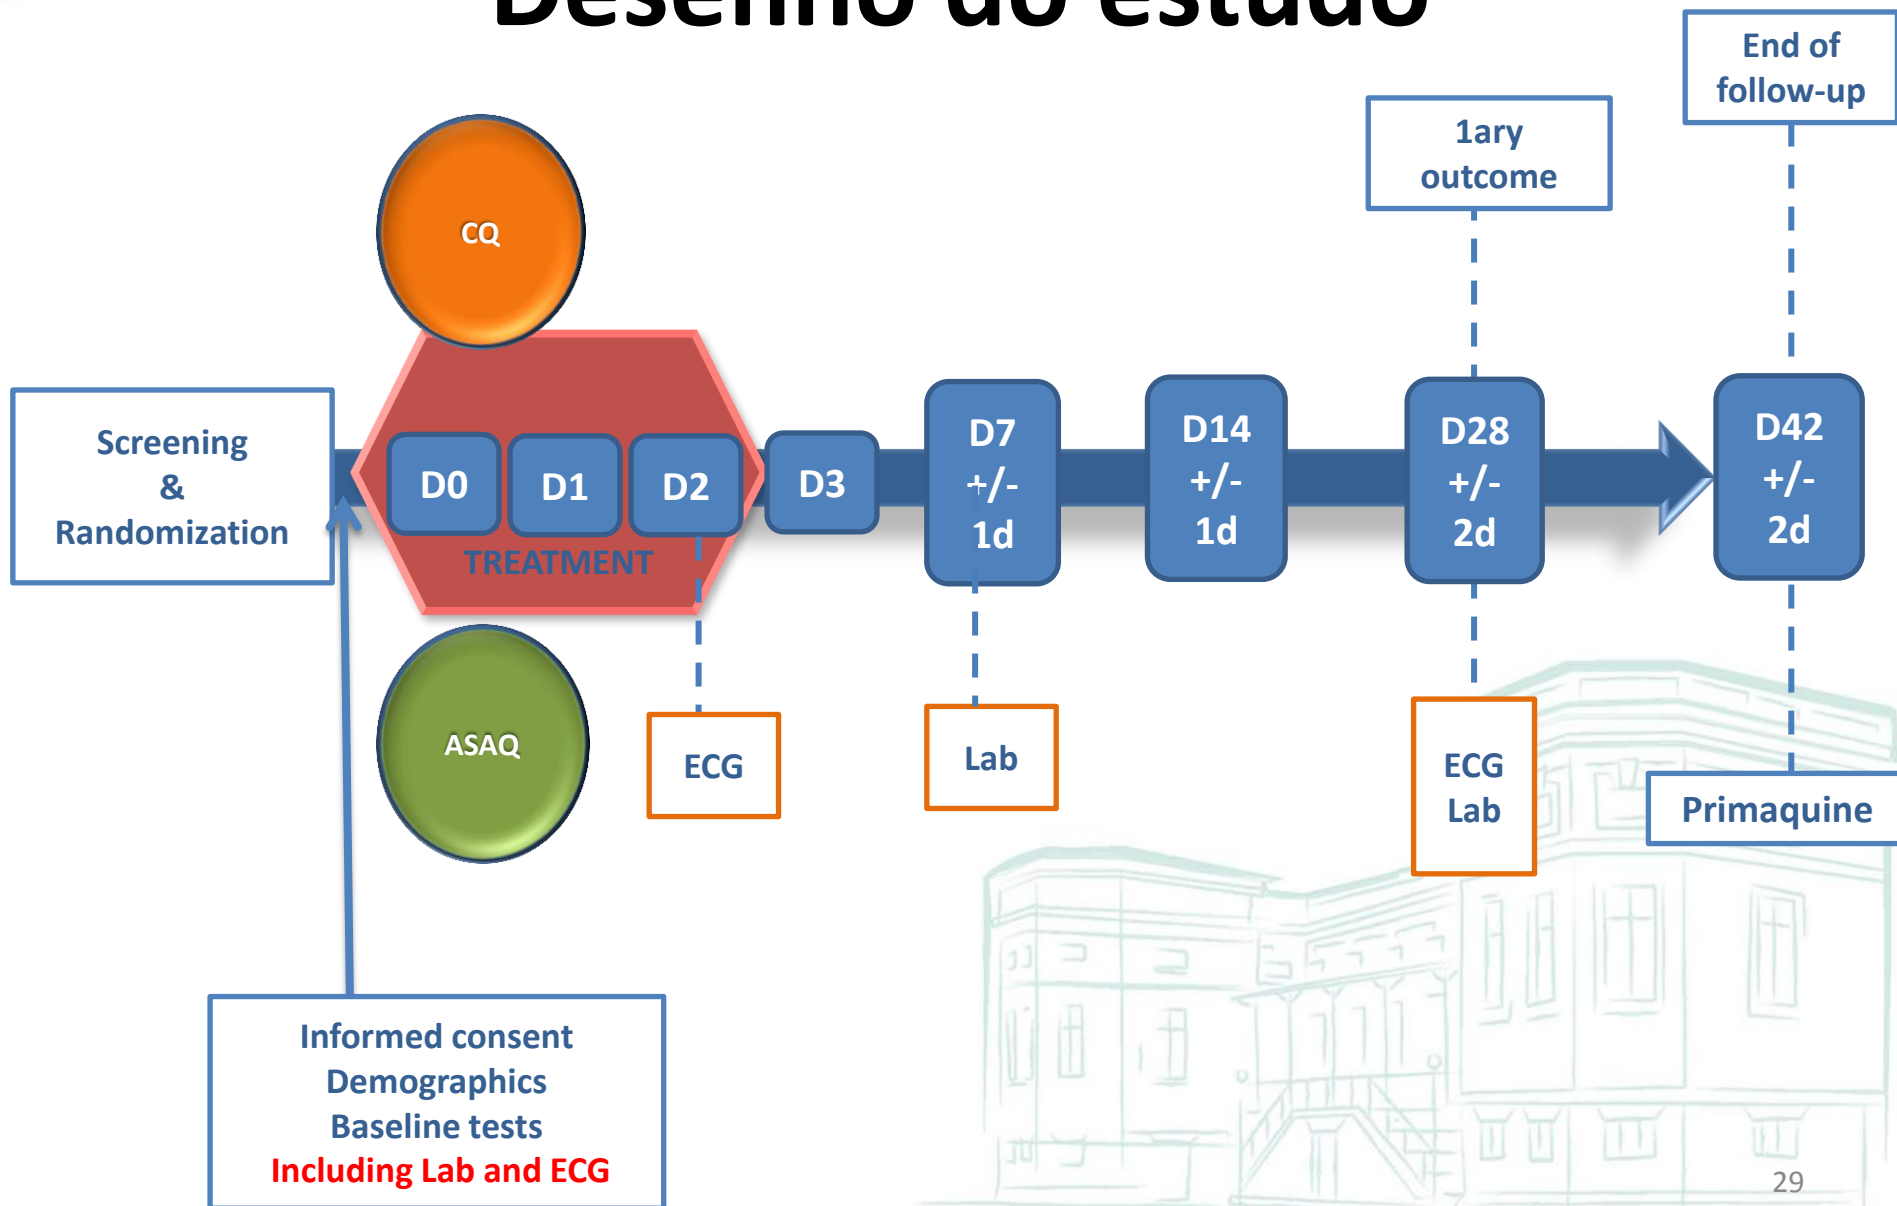 Desenho do estudo
End of
follow-up
1ary
outcome
CQ
Screening
&
Randomization
D0
D1
D2
D3
D7
+/-
1d
D14
+/-
1d
D28
+/-
2d
D42
+/-
2d
TREATMENT
ASAQ
ECG
Lab
ECG
Lab
Primaquine
Informed consent
Demographics
Baseline tests
Including Lab and ECG
29